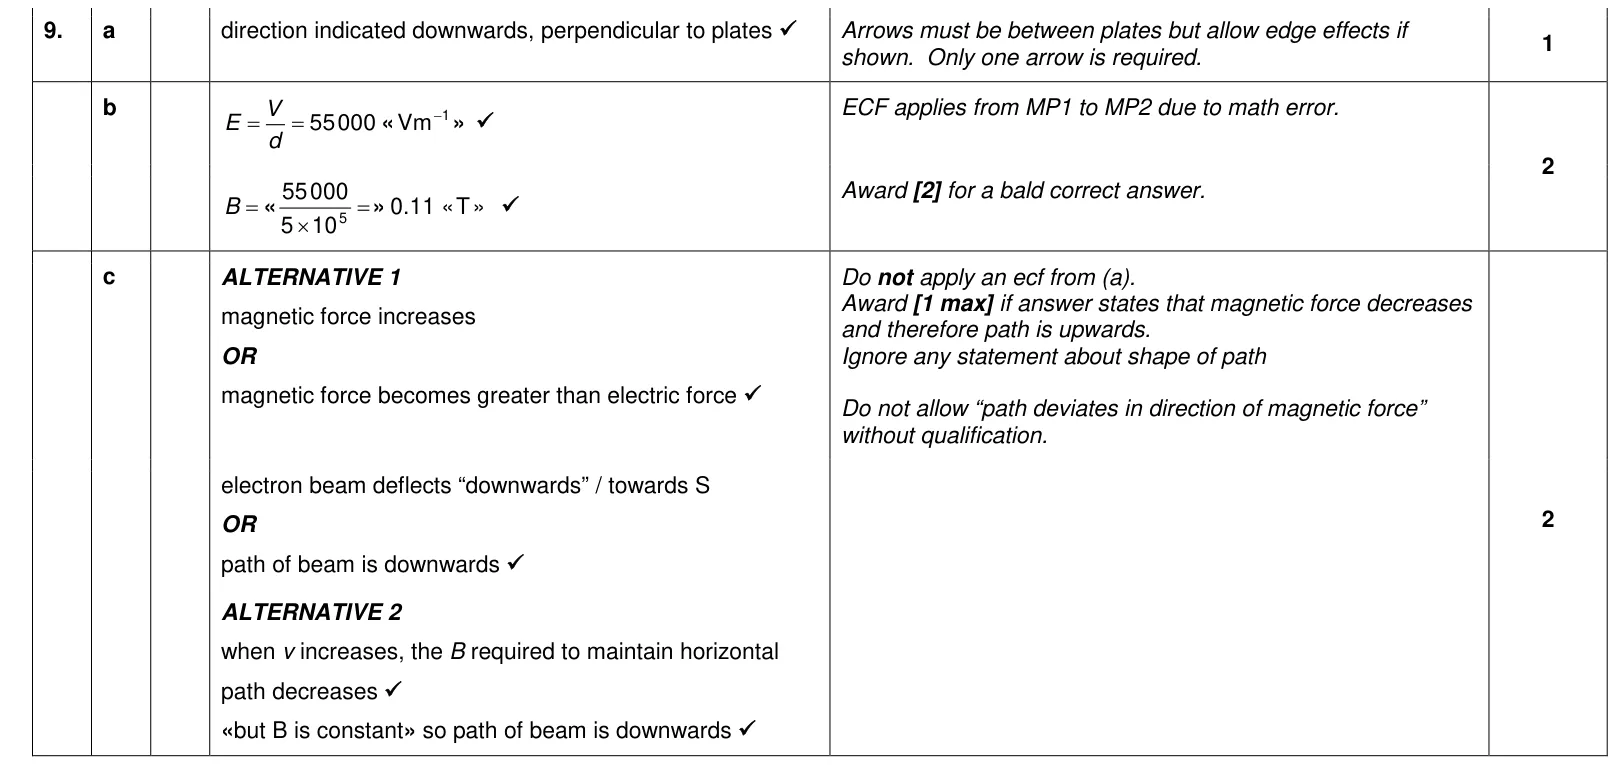 9. a direction indicated downwards, perpendicular to plates ✓ Arrows must be between plates but allow edge effects if
shown. Only one arrow is required. 1
b E = V/d = 55000 « Vm⁻¹ » ✓ ECF applies from MP1 to MP2 due to math error.
B = « 55000/5×10⁵ = » 0.11 «T» ✓ Award [2] for a bald correct answer. 2
c ALTERNATIVE 1
magnetic force increases
OR
magnetic force becomes greater than electric force ✓
electron beam deflects “downwards” / towards S
OR
path of beam is downwards ✓
ALTERNATIVE 2
when v increases, the B required to maintain horizontal
path decreases ✓
«but B is constant» so path of beam is downwards ✓
Do not apply an ecf from (a).
Award [1 max] if answer states that magnetic force decreases
and therefore path is upwards.
Ignore any statement about shape of path
Do not allow “path deviates in direction of magnetic force”
without qualification.
2